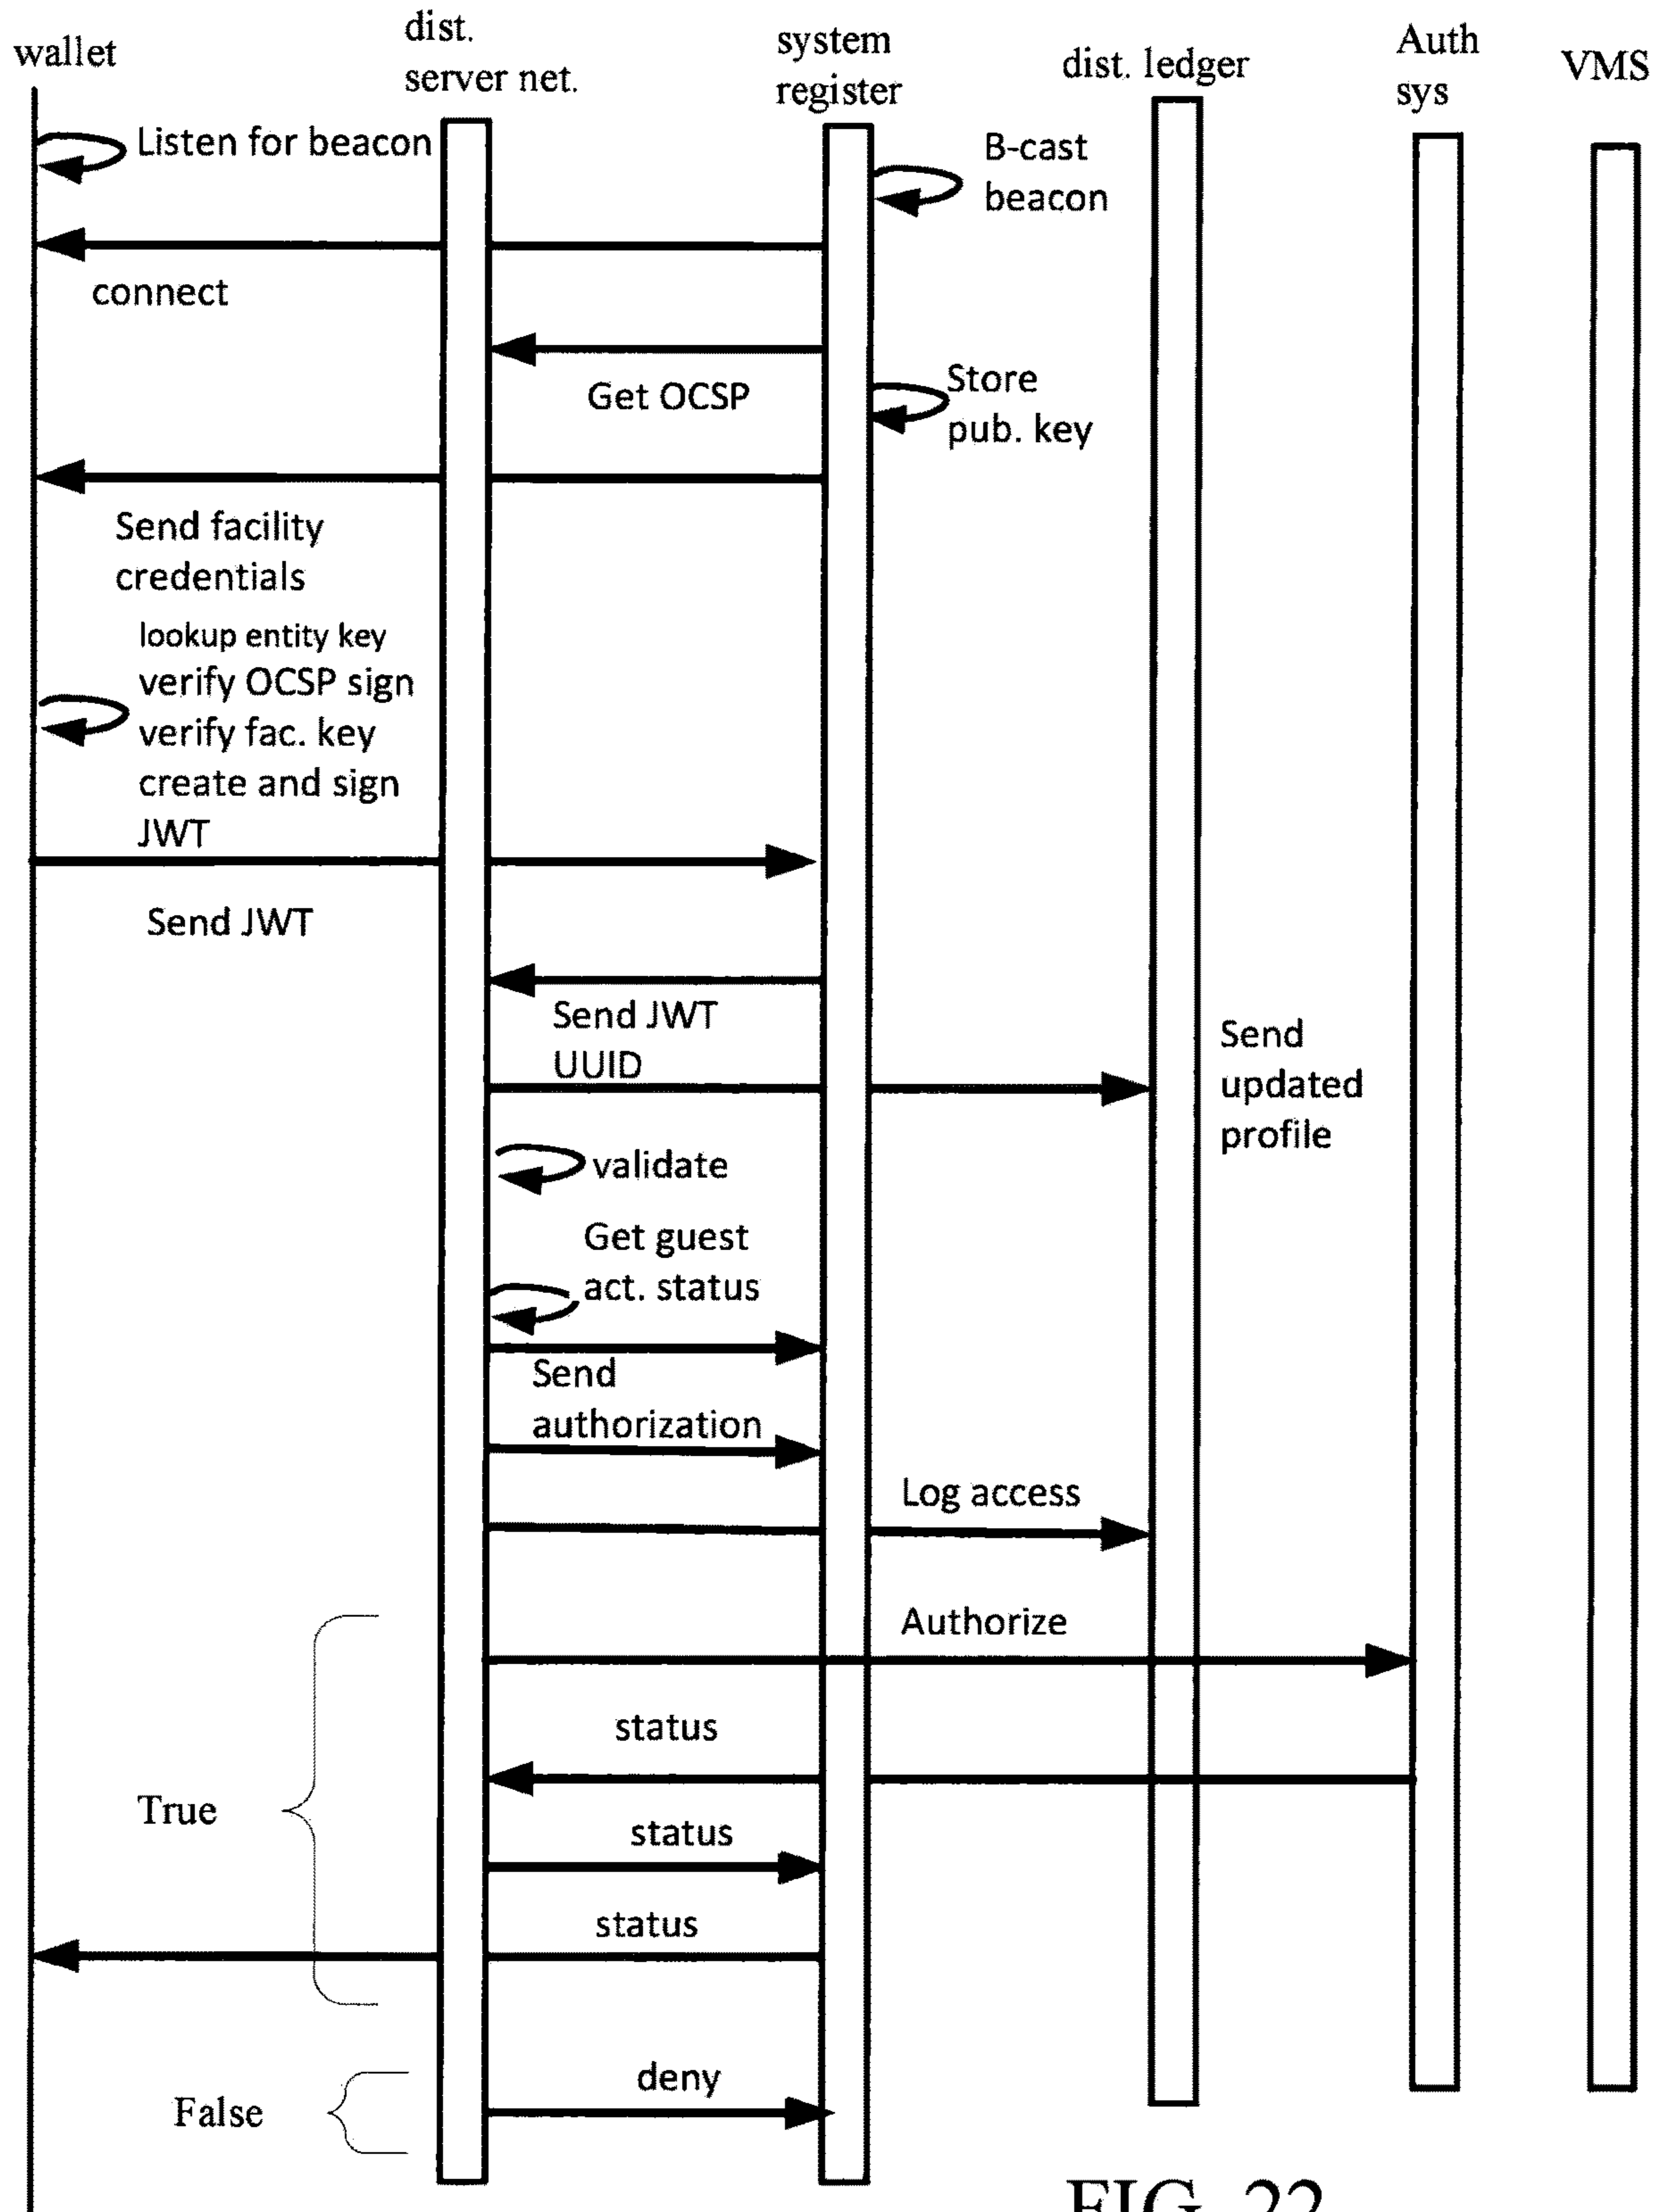 wallet
dist.
server net.
system
register
dist. ledger
Auth
sys
VMS
Listen for beacon
B-cast
beacon
connect
Get OCSP
Store
pub. key
Send facility
credentials
lookup entity key
verify OCSP sign
verify fac. key
create and sign
JWT
Send JWT
Send JWT
UUID
Send
updated
profile
validate
Get guest
act. status
Send
authorization
Log access
Authorize
status
True
status
status
deny
False
FIG. 22